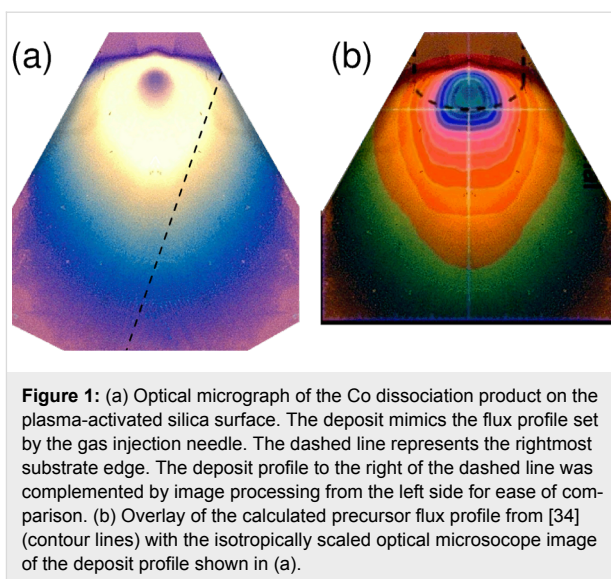 (a)
(b)
Figure 1: (a) Optical micrograph of the Co dissociation product on the
plasma-activated silica surface. The deposit mimics the flux profile set
by the gas injection needle. The dashed line represents the rightmost
substrate edge. The deposit profile to the right of the dashed line was
complemented by image processing from the left side for ease of com-
parison. (b) Overlay of the calculated precursor flux profile from [34]
(contour lines) with the isotropically scaled optical microsocope image
of the deposit profile shown in (a).